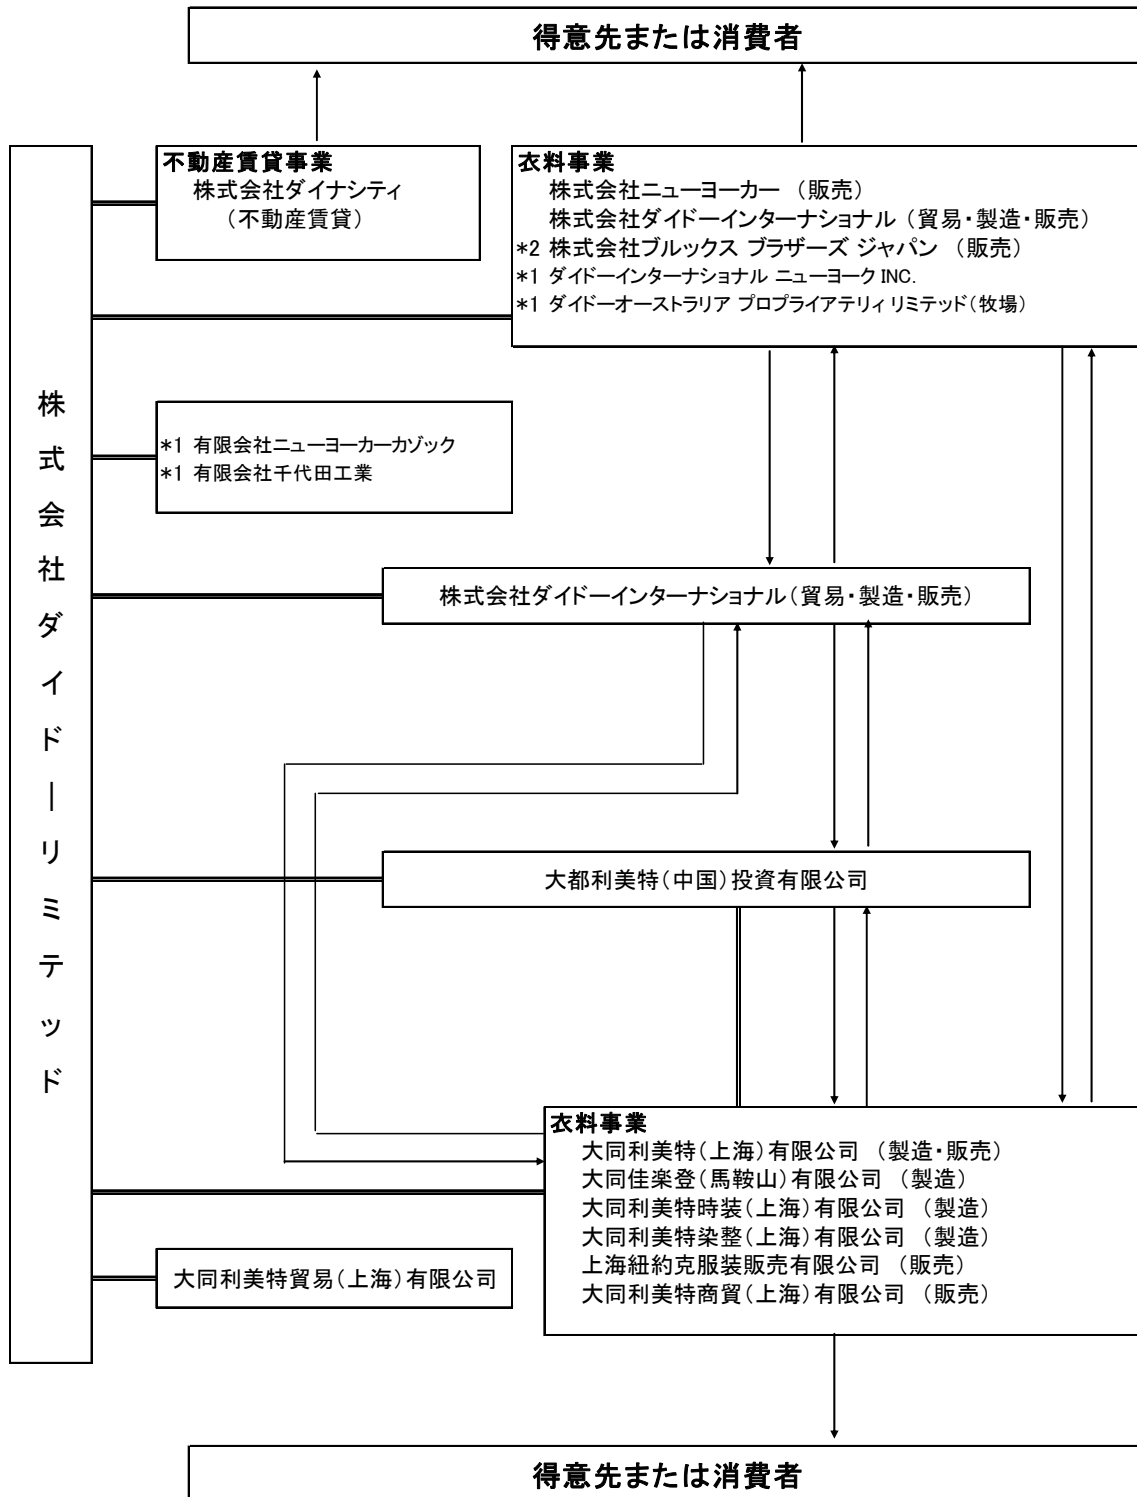 得意先または消費者
不動産賃貸事業
株式会社ダイナシティ
（不動産賃貸）
衣料事業
株式会社ニューヨーカー （販売）
株式会社ダイドーインターナショナル （貿易・製造・販売）
*2 株式会社ブルックス ブラザーズ ジャパン （販売）
*1 ダイドーインターナショナル ニューヨーク INC.
*1 ダイドーオーストラリア プロプライアテリィ リミテッド（牧場）
株式会社ダイドーリミテッド
*1 有限会社ニューヨーカーカゾック
*1 有限会社千代田工業
株式会社ダイドーインターナショナル（貿易・製造・販売）
大都利美特（中国）投資有限公司
衣料事業
大同利美特（上海）有限公司 （製造・販売）
大同佳楽登（馬鞍山）有限公司 （製造）
大同利美特時装（上海）有限公司 （製造）
大同利美特染整（上海）有限公司 （製造）
上海紐約克服装販売有限公司 （販売）
大同利美特商貿（上海）有限公司 （販売）
大同利美特貿易（上海）有限公司
得意先または消費者